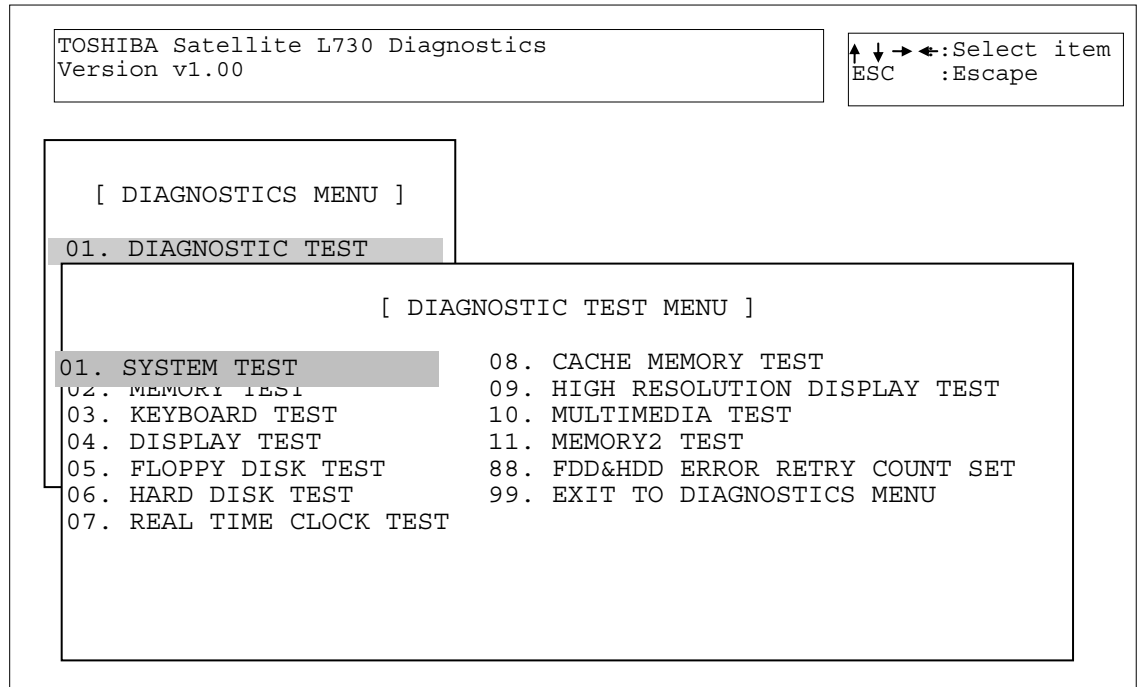 TOSHIBA Satellite L730 Diagnostics
Version v1.00
↑ ↓ → ←:Select item
ESC :Escape
[ DIAGNOSTICS MENU ]
01. DIAGNOSTIC TEST
[ DIAGNOSTIC TEST MENU ]
01. SYSTEM TEST
02. MEMORY TEST
03. KEYBOARD TEST
04. DISPLAY TEST
05. FLOPPY DISK TEST
06. HARD DISK TEST
07. REAL TIME CLOCK TEST
08. CACHE MEMORY TEST
09. HIGH RESOLUTION DISPLAY TEST
10. MULTIMEDIA TEST
11. MEMORY2 TEST
88. FDD&HDD ERROR RETRY COUNT SET
99. EXIT TO DIAGNOSTICS MENU